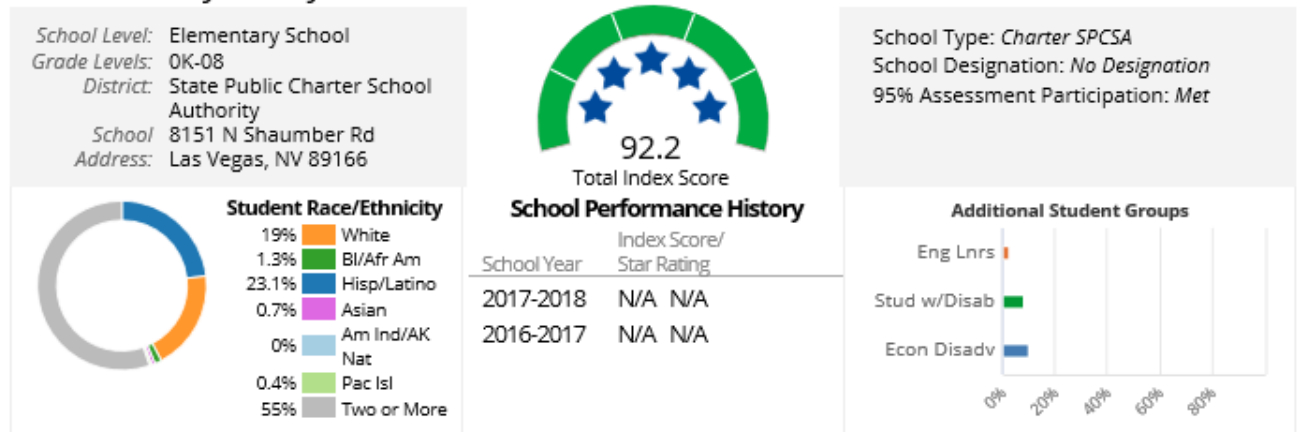 School Level: Elementary School
Grade Levels: 0K-08
District: State Public Charter School
Authority
School 8151 N Shaumber Rd
Address: Las Vegas, NV 89166
92.2
Total Index Score
School Type: Charter SPCSA
School Designation: No Designation
95% Assessment Participation: Met
Student Race/Ethnicity
19% White
1.3% Bl/Afr Am
23.1% Hisp/Latino
0.7% Asian
0% Am Ind/AK
Nat
0.4% Pac Isl
55% Two or More
School Performance History
Index Score/
School Year Star Rating
2017-2018 N/A N/A
2016-2017 N/A N/A
Additional Student Groups
Eng Lnrs
Stud w/Disab
Econ Disadv
0% 20% 40% 60% 80%